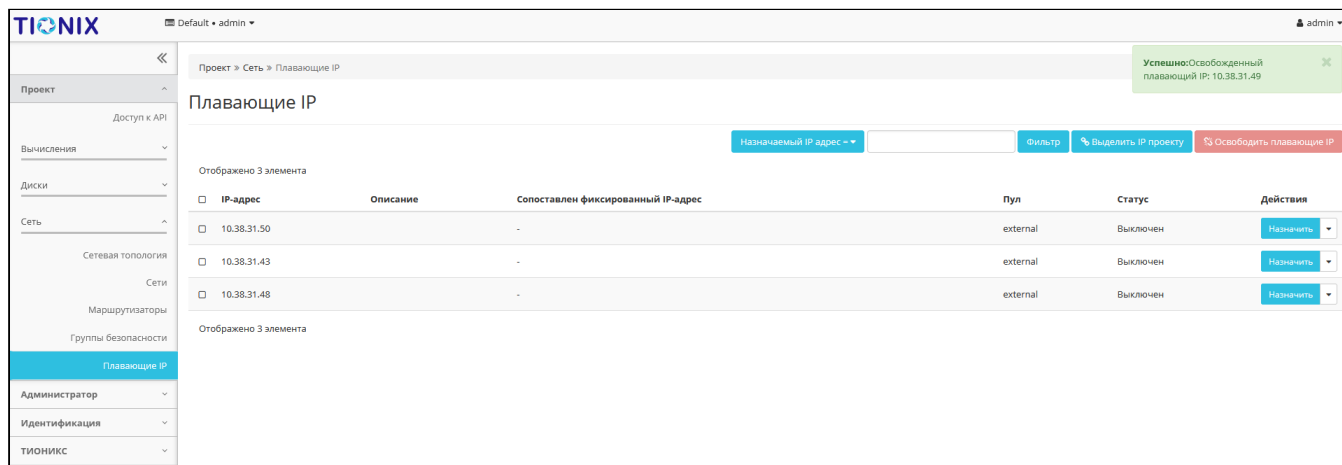 TIONIX
Default • admin
admin
Проект » Сеть » Плавающие IP
Успешно:Освобожденный
плавающий IP: 10.38.31.49
Проект
Доступ к API
Вычисления
Диски
Сеть
Сетевая топология
Сети
Маршрутизаторы
Группы безопасности
Плавающие IP
Администратор
Идентификация
ТИОНИКС
Плавающие IP
Назначаемый IP адрес = Фильтр Выделить IP проекту Освободить плавающие IP
Отображено 3 элемента
IP-адрес Описание Сопоставлен фиксированный IP-адрес Пул Статус Действия
10.38.31.50 - external Выключен Назначить
10.38.31.43 - external Выключен Назначить
10.38.31.48 - external Выключен Назначить
Отображено 3 элемента